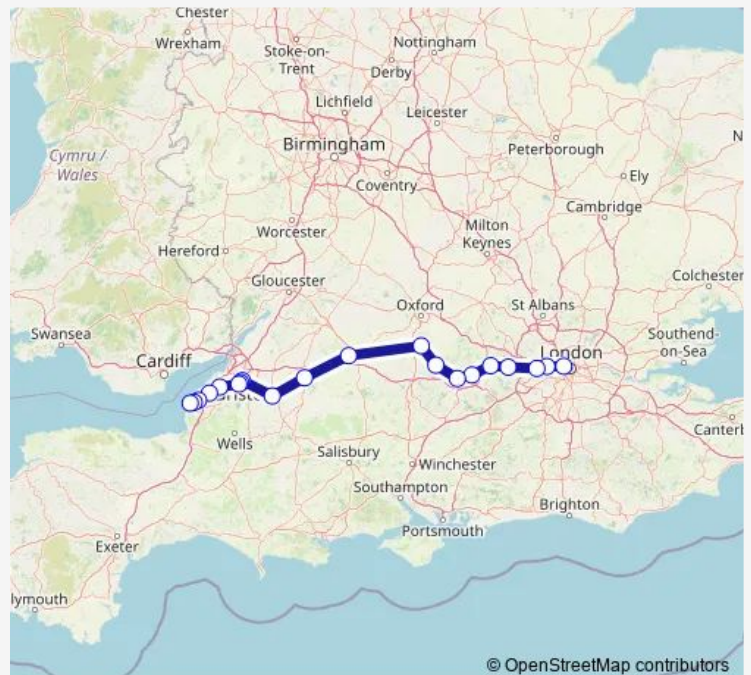 Chester
Wrexham
Stoke-on-
Trent
Nottingham
Derby
Lichfield
Leicester
Birmingham
Peterborough
Cymru /
Wales
Coventry
Ely
Cambridge
Worcester
Milton
Keynes
Hereford
Gloucester
Colchester
Oxford
St Albans
Swansea
Cardiff
London
Southend-
on-Sea
Wells
Salisbury
Winchester
Southampton
Brighton
Portsmouth
Exeter
© OpenStreetMap contributors